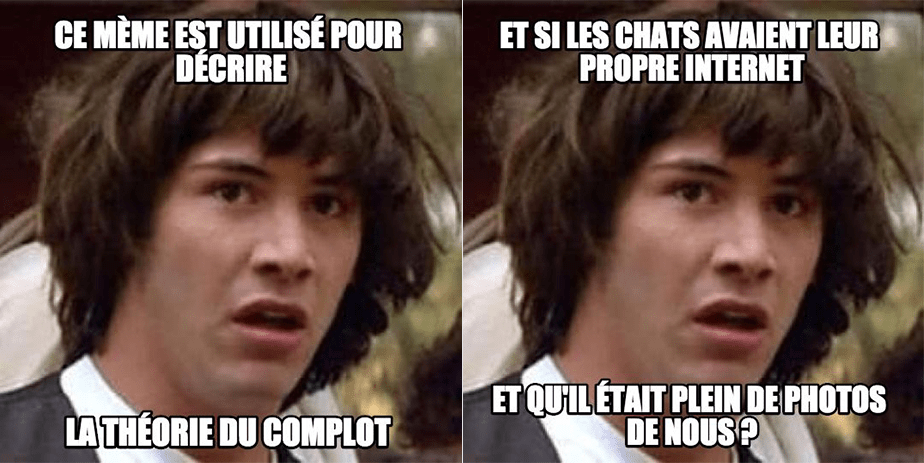 CE MÈME EST UTILISÉ POUR
DÉCRIRE
LA THÉORIE DU COMPLOT
ET SI LES CHATS AVAIENT LEUR
PROPRE INTERNET
ET QU'IL ÉTAIT PLEIN DE PHOTOS
DE NOUS ?